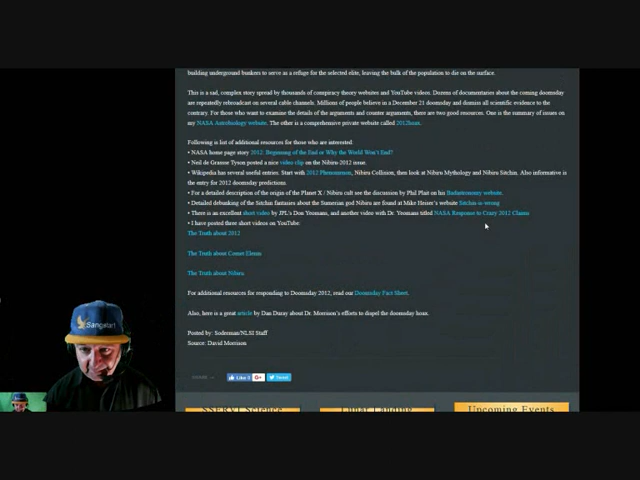 building underground bunkers to serve as a refuge for the selected elite, leaving the bulk of the population to die on the surface.
This is a sad, complex story spread by thousands of conspiracy theory websites and YouTube videos. Dozens of documentaries about the coming doomsday
are repeatedly rebroadcast on several cable channels. Millions of people believe in a December 21 doomsday and dismiss all scientific evidence to the
contrary. For those who want to examine the details of the arguments and counter arguments, there are two good resources. One is the summary of issues on
my NASA Astrobiology website. The other is a comprehensive private website called 2012hoax.
Following is list of additional resources for those who are interested.
• NASA home page story 2012: Beginning of the End or Why the World Won't End?
• Neil de Grasse Tyson posted a nice video clip on the Nibiru-2012 issue.
• Wikipedia has several useful entries. Start with 2012 Phenomenon, Nibiru Collision, then look at Nibiru Mythology and Nibiru Sitchin. Also informative is
the entry for 2012 doomsday predictions.
• For a detailed description of the origin of the Planet X / Nibiru cult see the discussion by Phil Plait on his Badastronomy website.
• Detailed debunking of the Sitchin fantasies about the Sumerian god Nibiru are found at Mike Heiser's website Sitchin is wrong
• There is an excellent short video by JPL's Don Yeomans, and another video with Dr. Yeomans titled NASA Response to Crazy 2012 Claims
• I have posted three short videos on YouTube:
The Truth about 2012
The Truth about Comet Elenin
The Truth about Nibiru
For additional resources for responding to Doomsday 2012, read our Doomsday Fact Sheet.
Also, here is a great article by Dan Duray about Dr. Morrison's efforts to dispel the doomsday hoax.
Posted by: Soderman/NLSI Staff
Source: David Morrison
SHARE
Like 0
Tweet
SSERVI Science
Lunar Landing
Upcoming Events